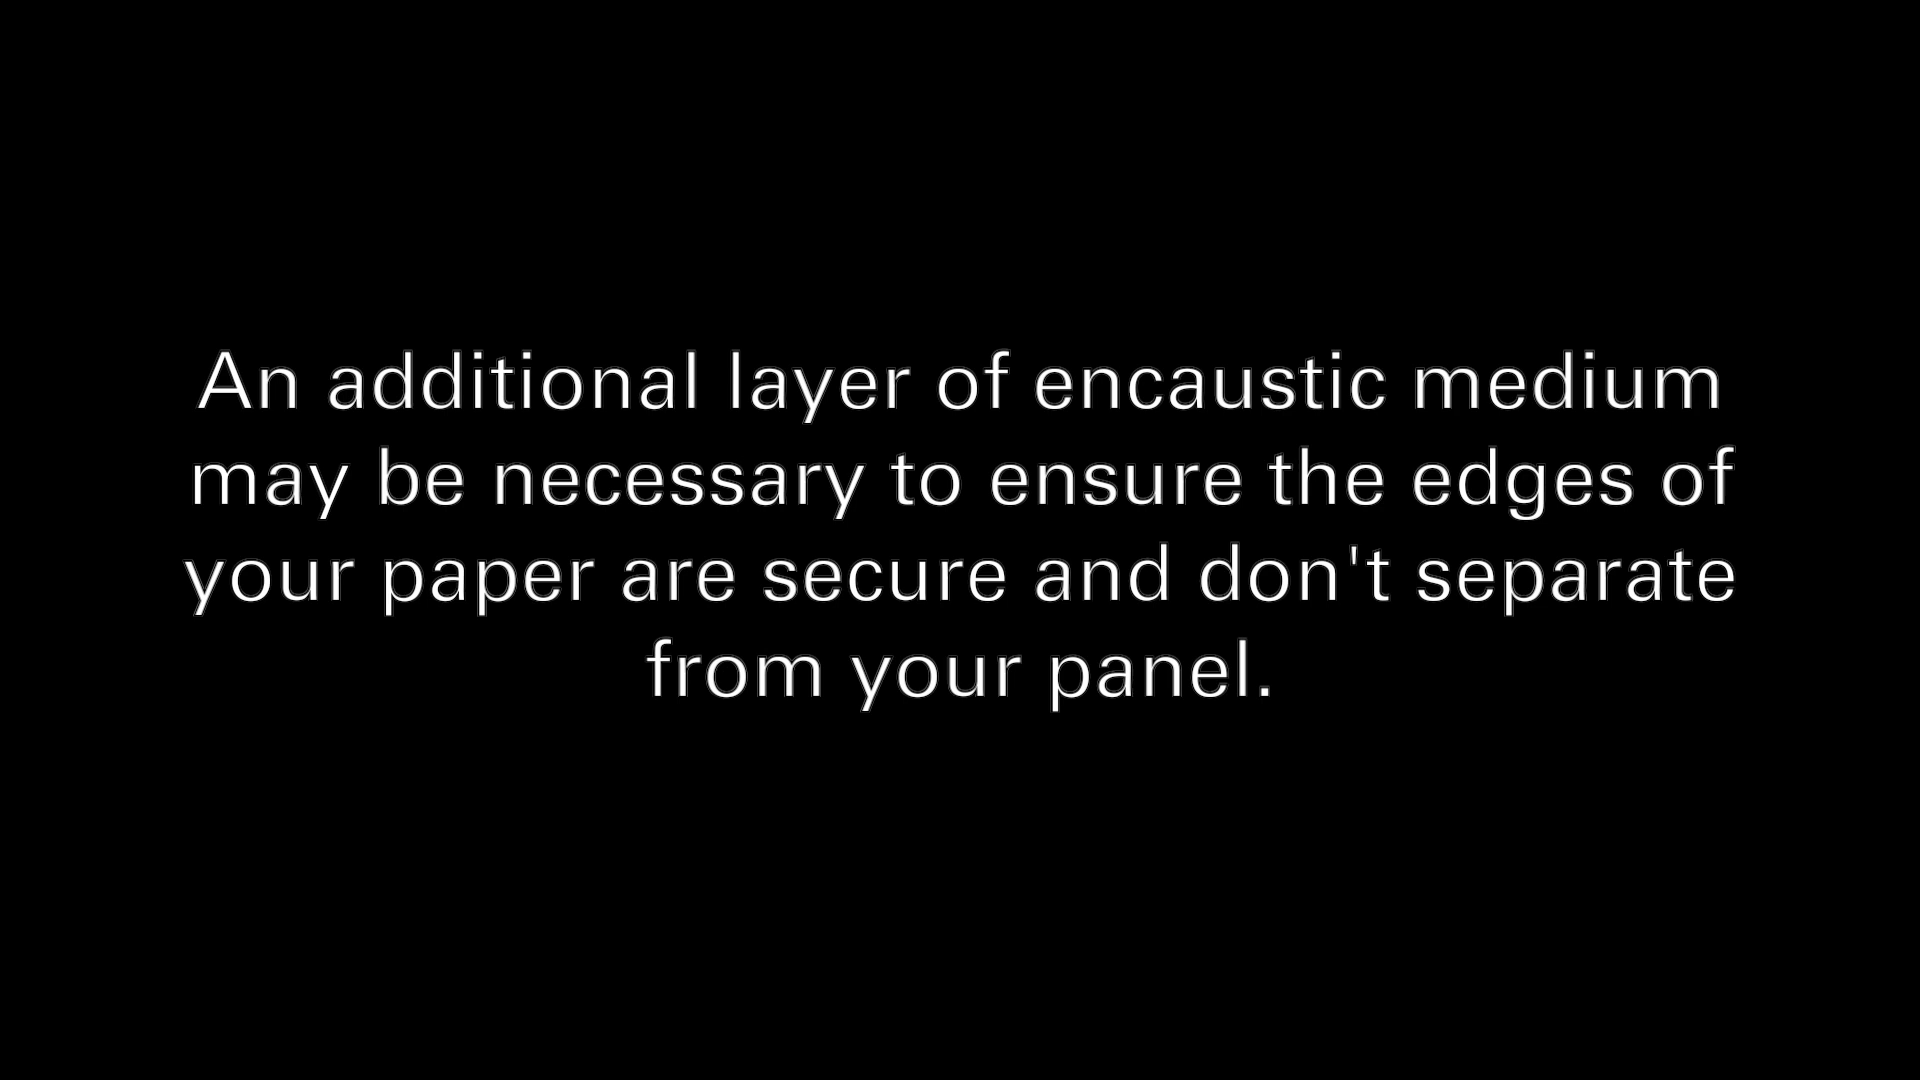 An additional layer of encaustic medium
may be necessary to ensure the edges of
your paper are secure and don't separate
from your panel.